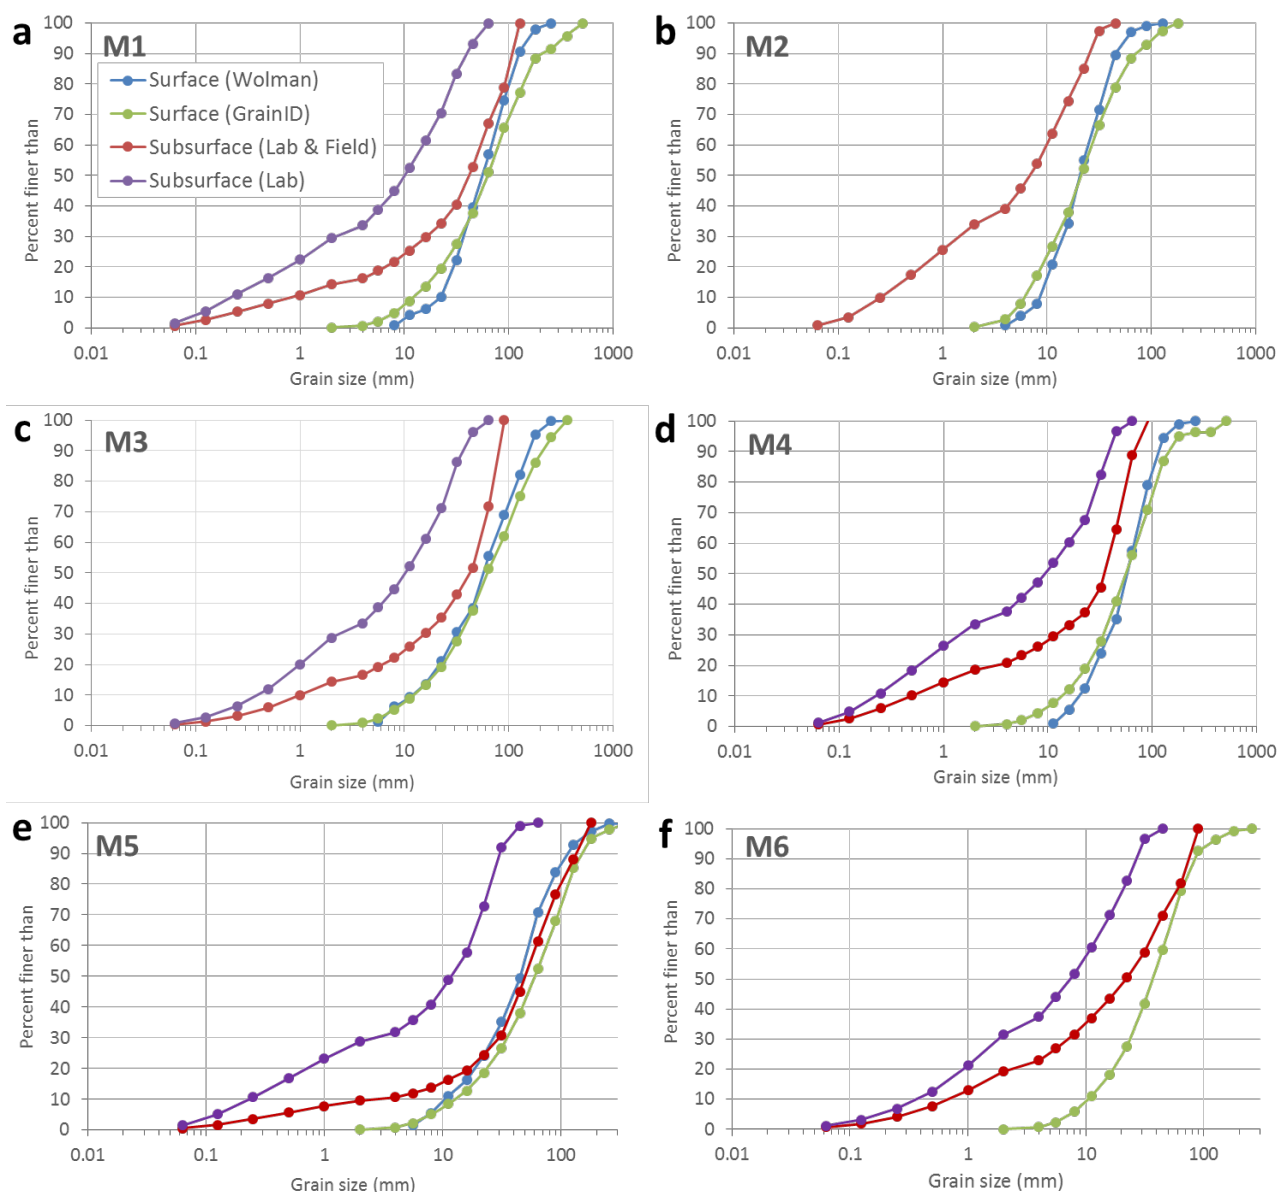 a
M1
Surface (Wolman)
Surface (GrainID)
Subsurface (Lab & Field)
Subsurface (Lab)
Percent finer than
100
90
80
70
60
50
40
30
20
10
0
0.01 0.1 1 10 100 1000
Grain size (mm)
b
M2
Percent finer than
100
90
80
70
60
50
40
30
20
10
0
0.01 0.1 1 10 100 1000
Grain size (mm)
c
M3
Percent finer than
100
90
80
70
60
50
40
30
20
10
0
0.01 0.1 1 10 100 1000
Grain size (mm)
d
M4
Percent finer than
100
90
80
70
60
50
40
30
20
10
0
0.01 0.1 1 10 100 1000
Grain size (mm)
e
M5
Percent finer than
100
90
80
70
60
50
40
30
20
10
0
0.01 0.1 1 10 100
Grain size (mm)
f
M6
Percent finer than
100
90
80
70
60
50
40
30
20
10
0
0.01 0.1 1 10 100
Grain size (mm)